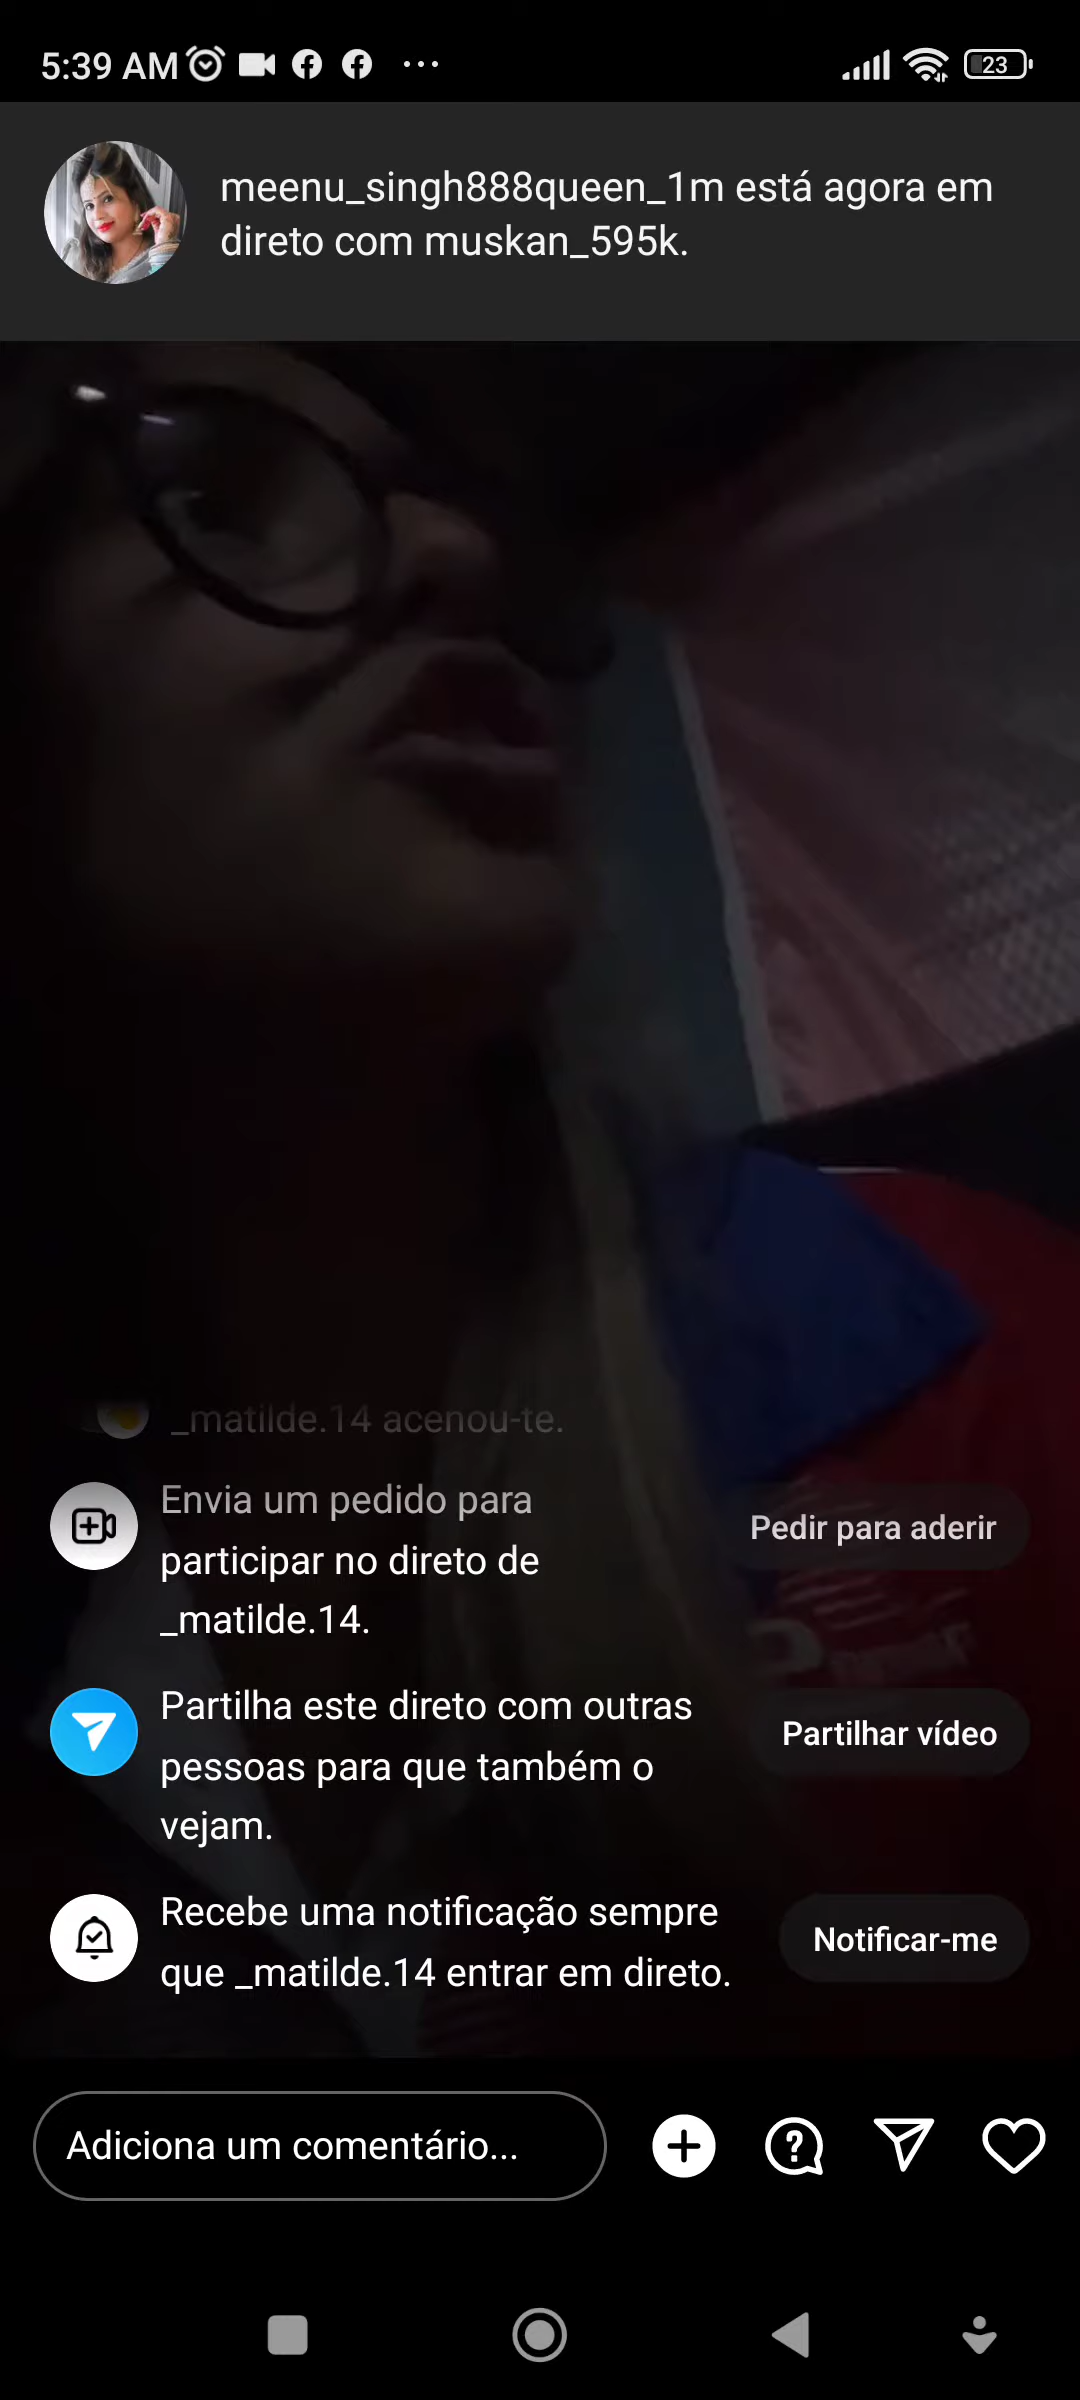 5:39 AM
23
meenu_singh888queen_1m está agora em
direto com muskan_595k.
_matilde.14 acenou-te.
Envia um pedido para
participar no direto de
_matilde.14.
Pedir para aderir
Partilha este direto com outras
pessoas para que também o
vejam.
Partilhar vídeo
Recebe uma notificação sempre
que _matilde.14 entrar em direto.
Notificar-me
Adiciona um comentário...